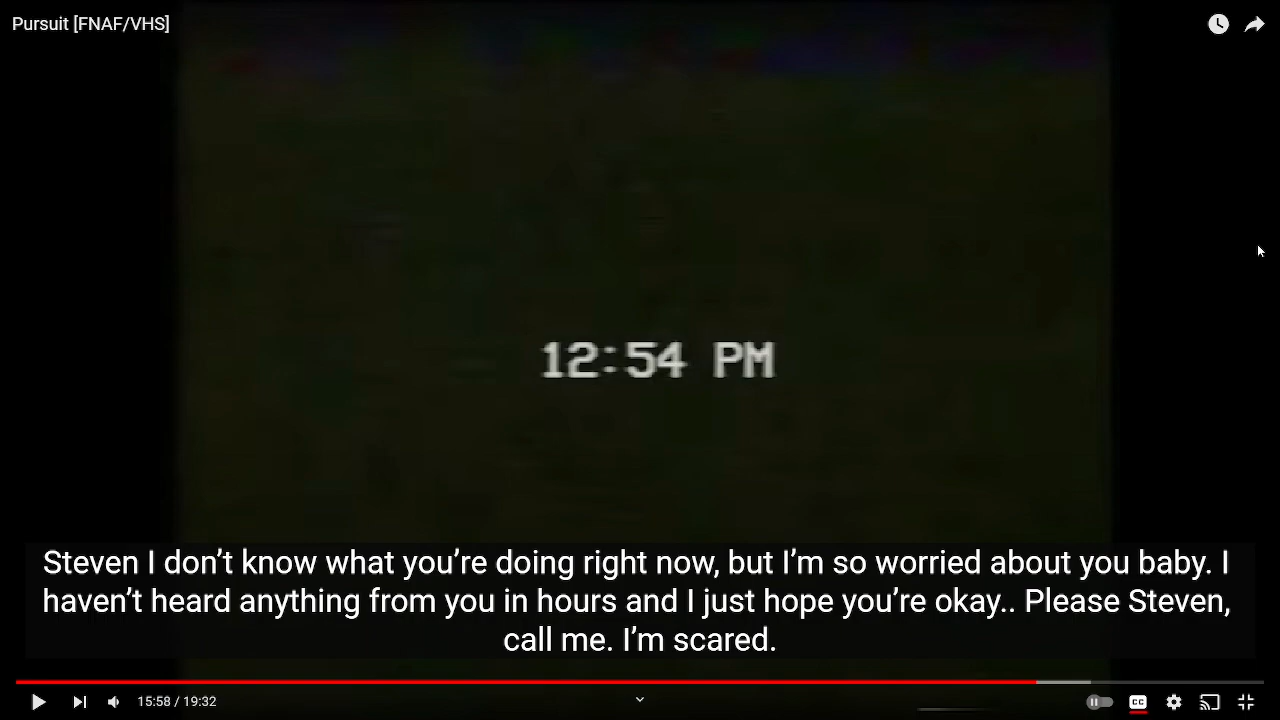 Pursuit [FNAF/VHS]
12:54 PM
Steven I don’t know what you’re doing right now, but I’m so worried about you baby. I
haven’t heard anything from you in hours and I just hope you’re okay.. Please Steven,
call me. I’m scared.
15:58 / 19:32
CC